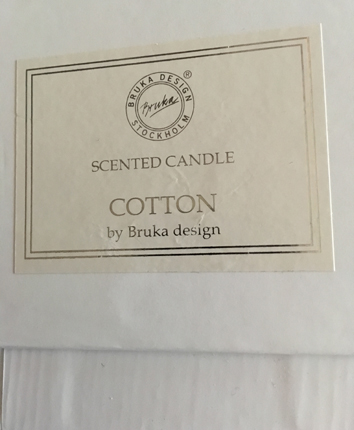 BRUKA DESIGN ®
Bruka
STOCKHOLM
SCENTED CANDLE
COTTON
by Bruka design